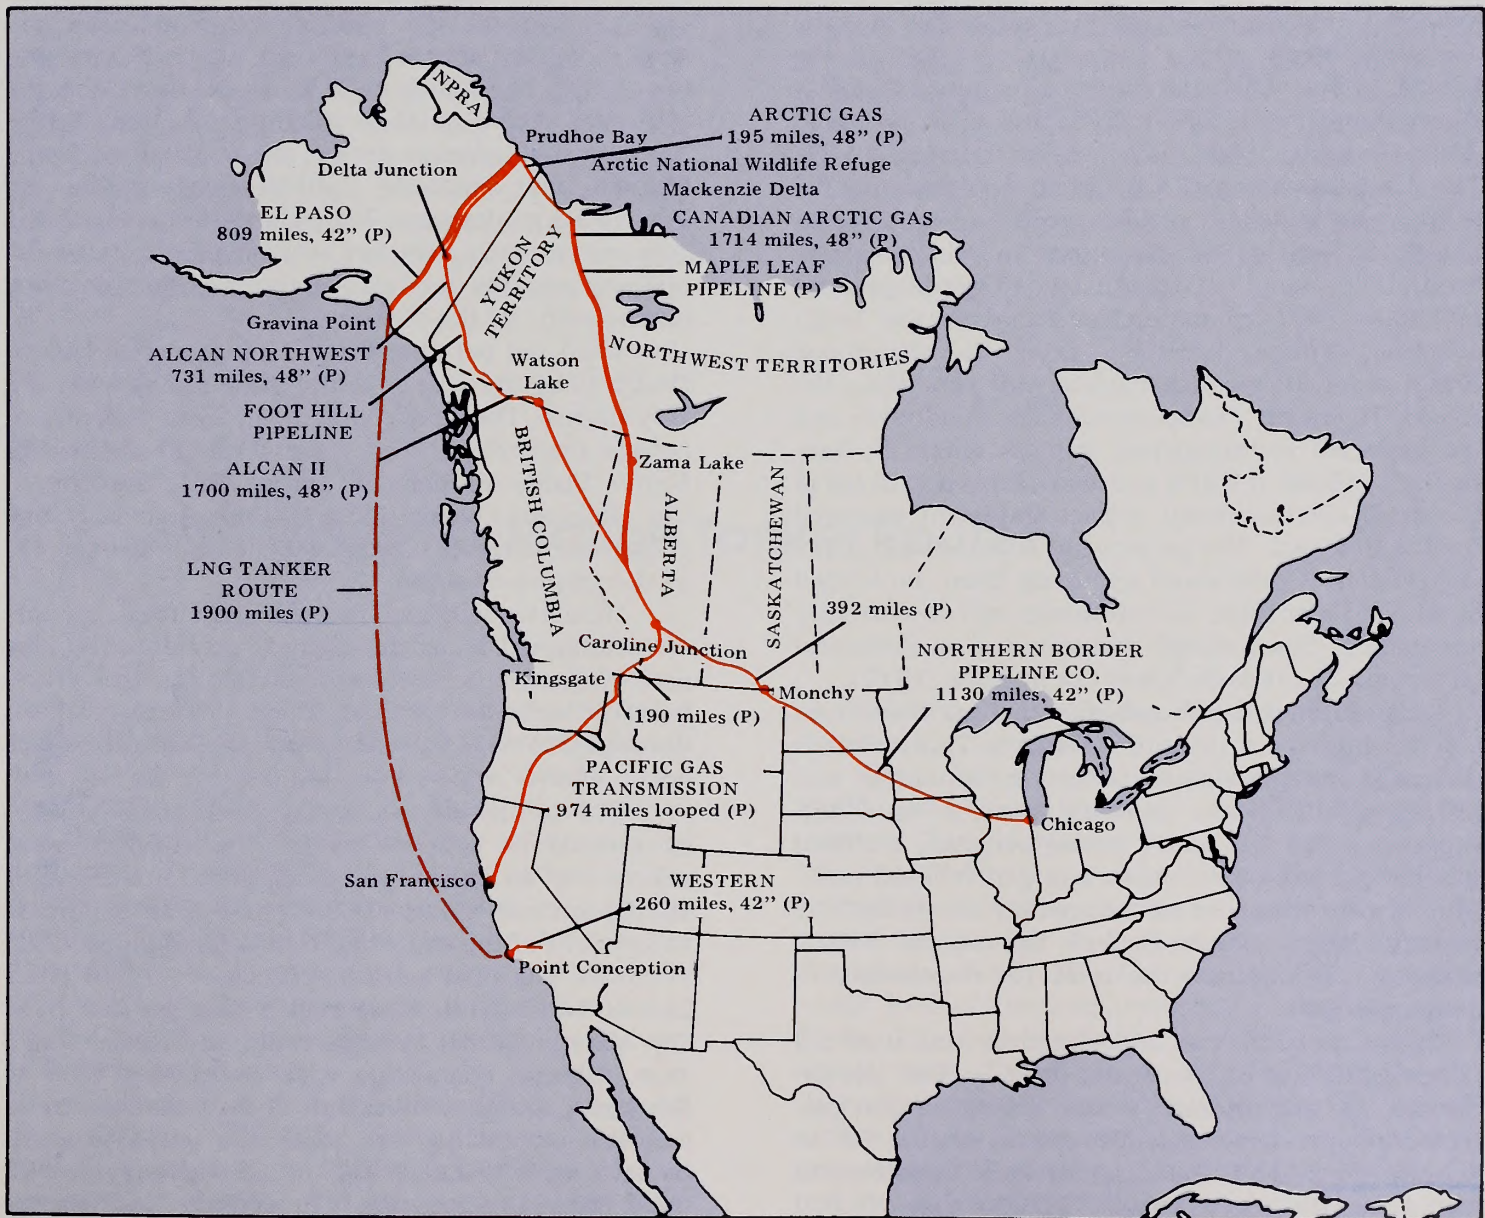 NPRA
Prudhoe Bay
ARCTIC GAS
195 miles, 48” (P)
Arctic National Wildlife Refuge
Mackenzie Delta
Delta Junction
EL PASO
809 miles, 42” (P)
CANADIAN ARCTIC GAS
1714 miles, 48” (P)
MAPLE LEAF
PIPELINE (P)
YUKON
TERRITORY
Gravina Point
ALCAN NORTHWEST
731 miles, 48” (P)
NORTHWEST TERRITORIES
Watson
Lake
FOOT HILL
PIPELINE
ALCAN II
1700 miles, 48” (P)
BRITISH COLUMBIA
Zama Lake
ALBERTA
SASKATCHEWAN
LNG TANKER
ROUTE
1900 miles (P)
392 miles (P)
Caroline Junction
NORTHERN BORDER
PIPELINE CO.
1130 miles, 42” (P)
Kingsgate
Monchy
190 miles (P)
PACIFIC GAS
TRANSMISSION
974 miles looped (P)
Chicago
San Francisco
WESTERN
260 miles, 42” (P)
Point Conception